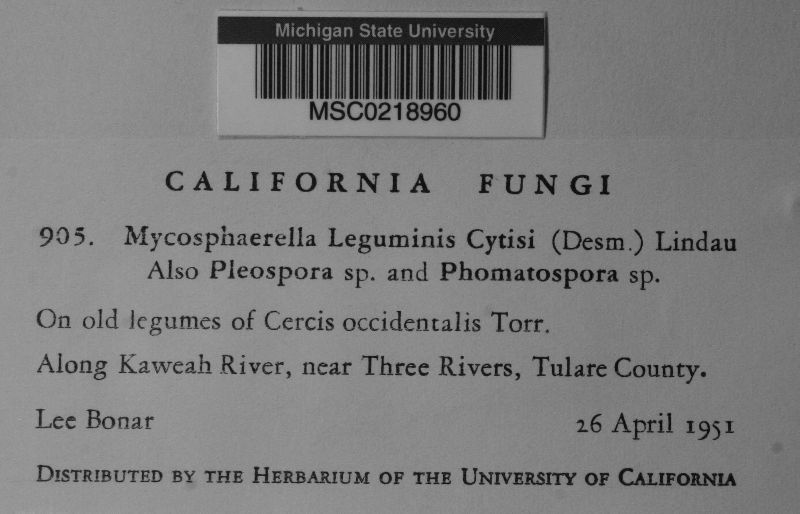 Michigan State University
MSC0218960
CALIFORNIA FUNGI
905. Mycosphaerella Leguminis Cytisi (Desm.) Lindau
Also Pleospora sp. and Phomatospora sp.
On old legumes of Cercis occidentalis Torr.
Along Kaweah River, near Three Rivers, Tulare County.
Lee Bonar 26 April 1951
DISTRIBUTED BY THE HERBARIUM OF THE UNIVERSITY OF CALIFORNIA